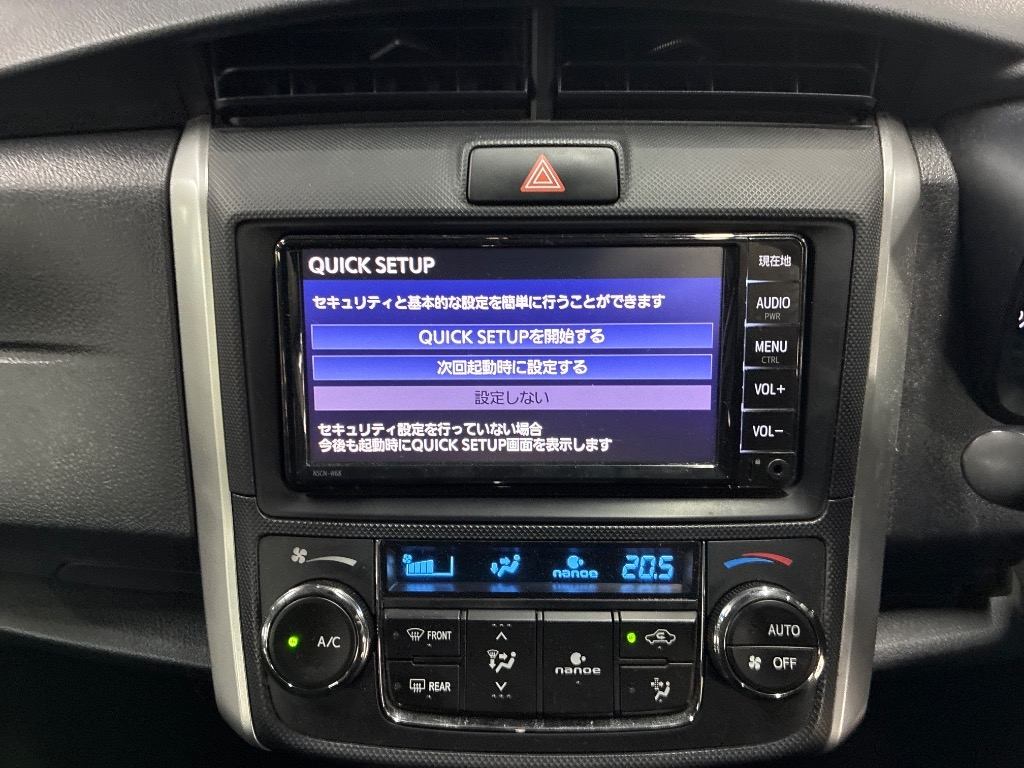 QUICK SETUP
セキュリティと基本的な設定を簡単に行うことができます
QUICK SETUPを開始する
次回起動時に設定する
設定しない
セキュリティ設定を行っていない場合
今後も起動時にQUICK SETUP画面を表示します
NSCN-W68
現在地
AUDIO
PWR
MENU
CTRL
VOL+
VOL−
nanoe
20.5
A/C
FRONT
REAR
nanoe
AUTO
OFF